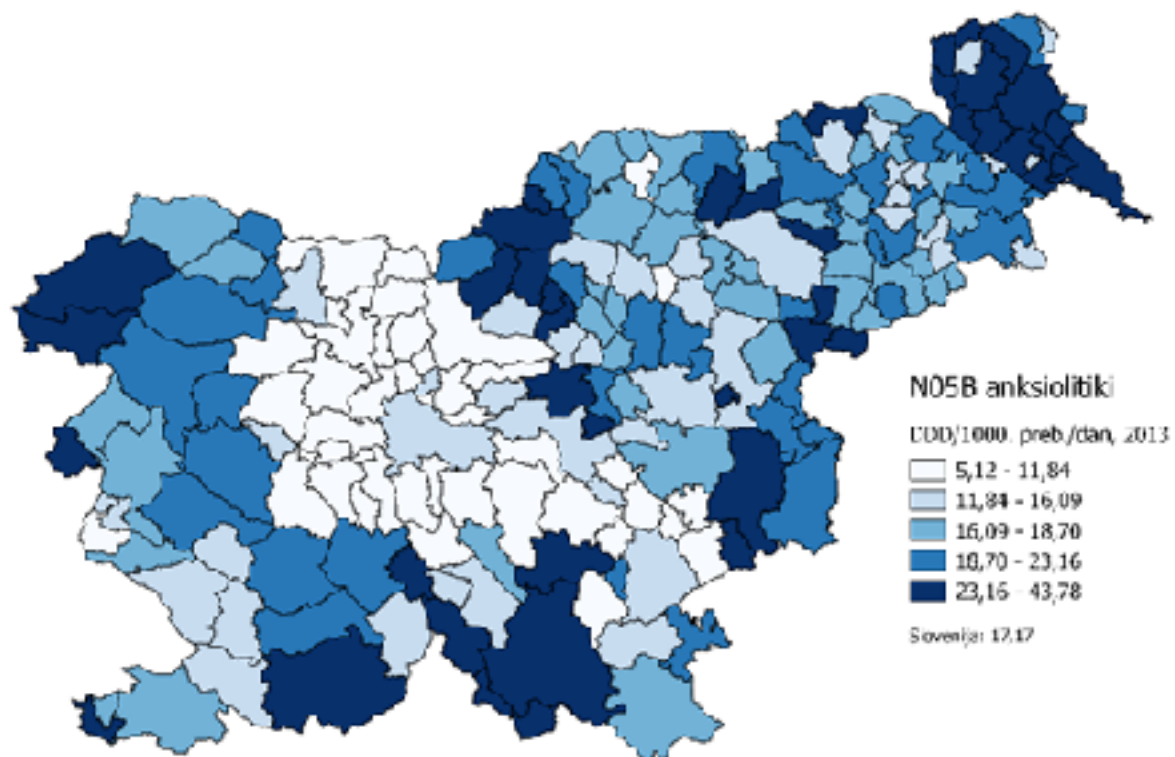 N05B anksiolitiki
DDD/1000. preb./dan, 2013
5,12 - 11,84
11,84 - 16,09
16,09 - 18,70
18,70 - 23,16
23,16 - 43,78
Slovenija: 17,17